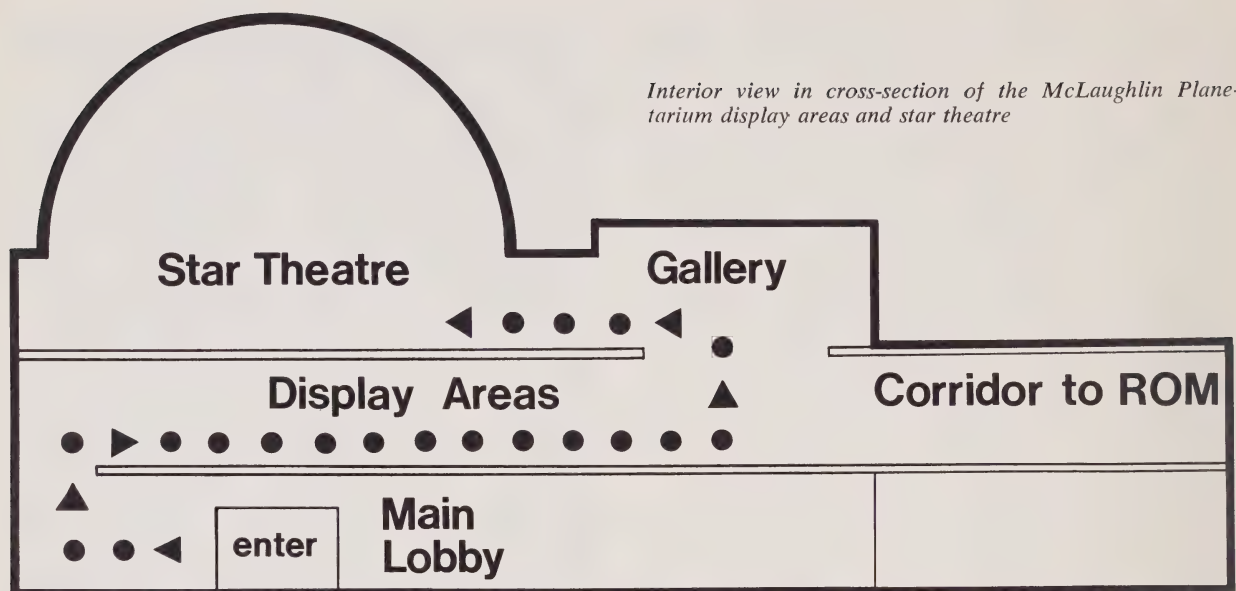 Interior view in cross-section of the McLaughlin Plane-
tarium display areas and star theatre
Star Theatre
Gallery
Display Areas
Corridor to ROM
enter
Main
Lobby